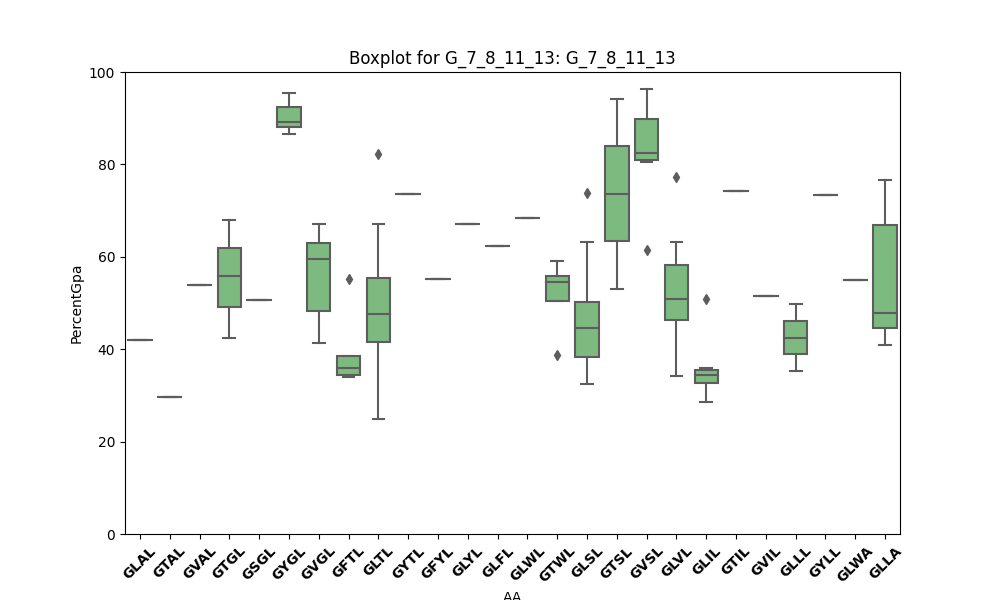 Boxplot for G_7_8_11_13: G_7_8_11_13
100
80
60
40
20
0
PercentGpa
GLAL GTAL GVAL GTGL GSGL GYGL GVGL GFTL GLTL GYTL GFYL GLYL GLFL GLWL GTWL GLSL GTSL GVSL GLVL GLIL GTIL GVIL GLLL GYLL GLWA GLLA
AA